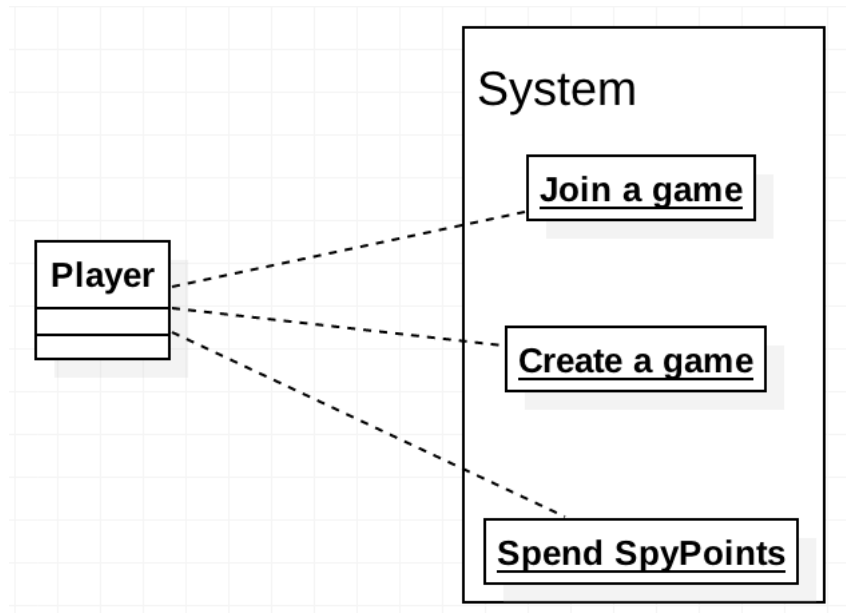 System
Join a game
Player
Create a game
Spend SpyPoints